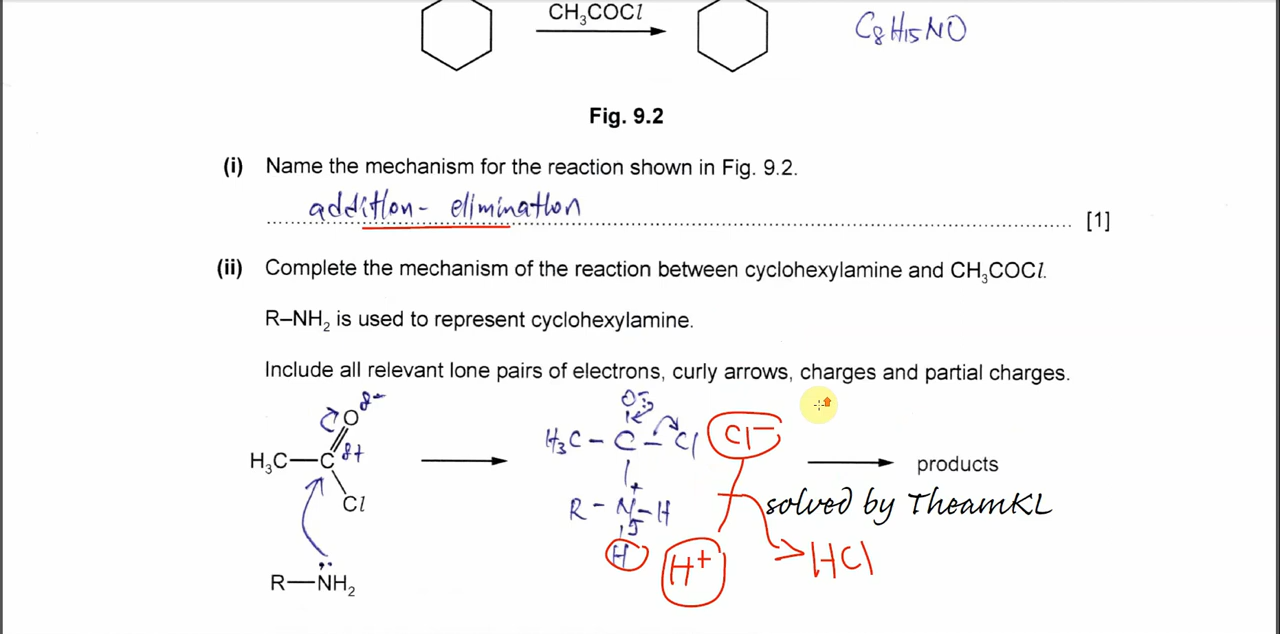 CH₃COCl
C₈H₁₅NO
Fig. 9.2
(i) Name the mechanism for the reaction shown in Fig. 9.2.
addition- elimination
[1]
(ii) Complete the mechanism of the reaction between cyclohexylamine and CH₃COCl.
R–NH₂ is used to represent cyclohexylamine.
Include all relevant lone pairs of electrons, curly arrows, charges and partial charges.
O δ−
H₃C–C δ+
Cl
R–NH₂
O:⁻
H₃C – C – Cl
R – N⁺ – H
H
Cl⁻
H⁺
HCl
products
solved by TheamKL